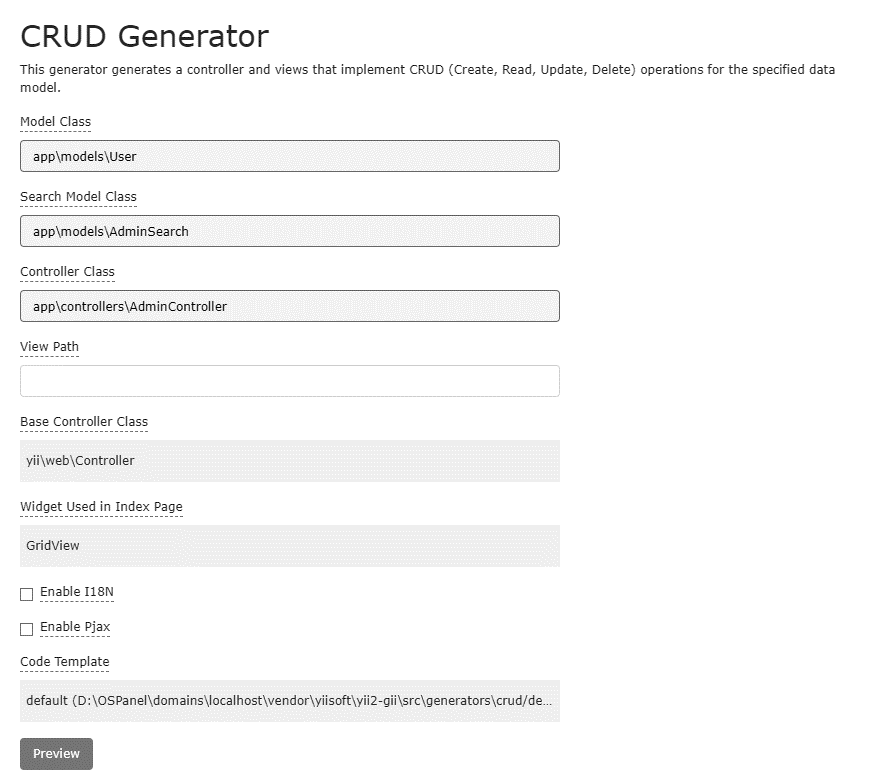 CRUD Generator
This generator generates a controller and views that implement CRUD (Create, Read, Update, Delete) operations for the specified data
model.
Model Class
app\models\User
Search Model Class
app\models\AdminSearch
Controller Class
app\controllers\AdminController
View Path
Base Controller Class
yii\web\Controller
Widget Used in Index Page
GridView
Enable I18N
Enable Pjax
Code Template
default (D:\OSPanel\domains\localhost\vendor\yiisoft\yii2-gii\src\generators\crud/de...
Preview